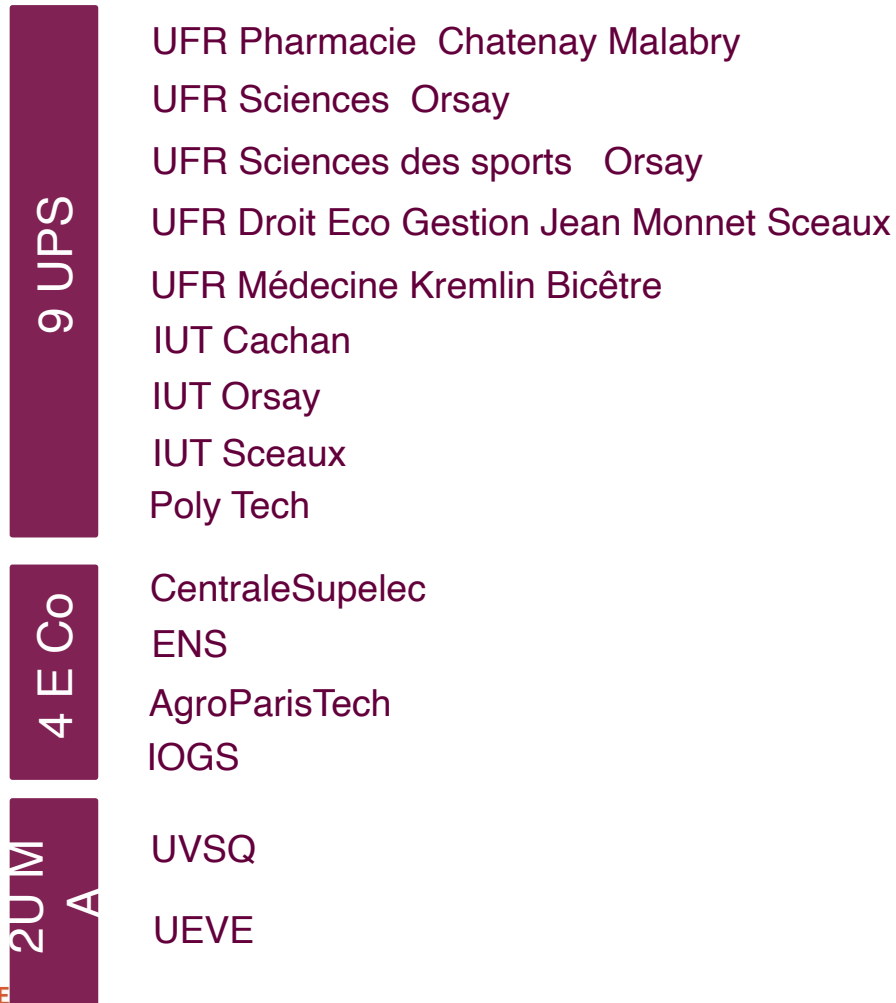 9 UPS
UFR Pharmacie Chatenay Malabry
UFR Sciences Orsay
UFR Sciences des sports Orsay
UFR Droit Eco Gestion Jean Monnet Sceaux
UFR Médecine Kremlin Bicêtre
IUT Cachan
IUT Orsay
IUT Sceaux
Poly Tech
4 E Co
CentraleSupelec
ENS
AgroParisTech
IOGS
2U M
A
UVSQ
UEVE
E